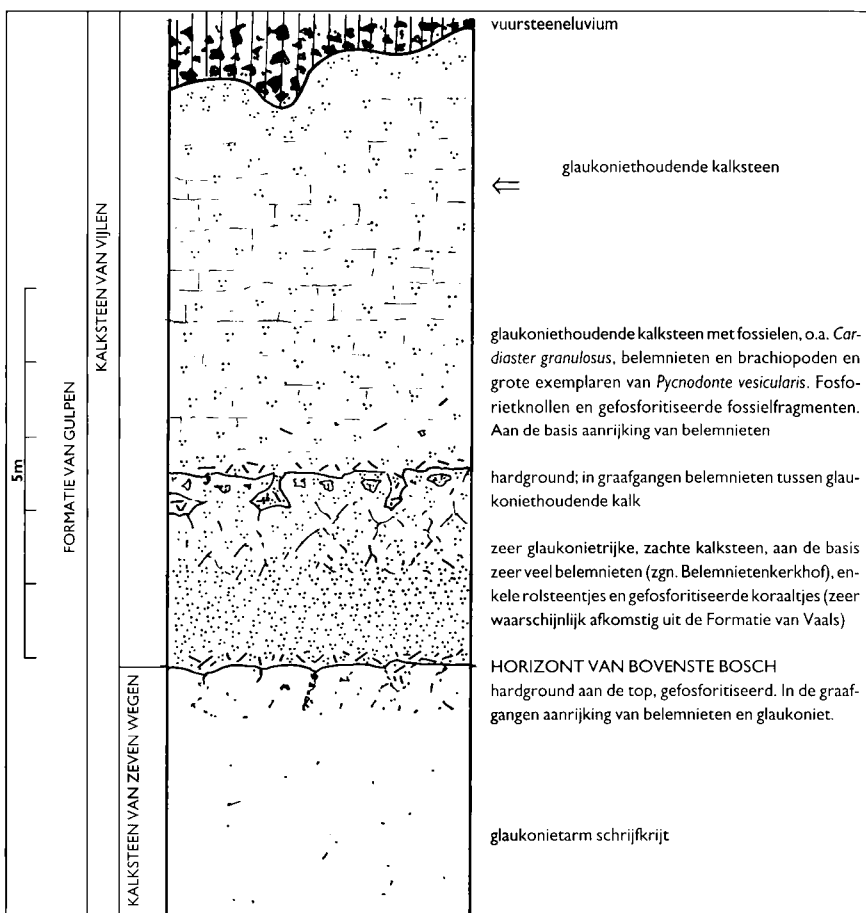 vuursteeneluvium
glaukoniethoudende kalksteen
⇐
glaukoniethoudende kalksteen met fossielen, o.a. Car-
diaster granulosus, belemnieten en brachiopoden en
grote exemplaren van Pycnodonte vesicularis. Fosfo-
rietknollen en gefosforitiseerde fossielfragmenten.
Aan de basis aanrijking van belemnieten
hardground; in graafgangen belemnieten tussen glau-
koniethoudende kalk
zeer glaukonietrijke, zachte kalksteen, aan de basis
zeer veel belemnieten (zgn. Belemnietenkerkhof), en-
kele rolsteentjes en gefosforitiseerde koraaltjes (zeer
waarschijnlijk afkomstig uit de Formatie van Vaals)
HORIZONT VAN BOVENSTE BOSCH
hardground aan de top, gefosforitiseerd. In de graaf-
gangen aanrijking van belemnieten en glaukoniet.
glaukonietarm schrijfkrijt
5m
FORMATIE VAN GULPEN
KALKSTEEN VAN VIJLEN
KALKSTEEN VAN ZEVEN WEGEN